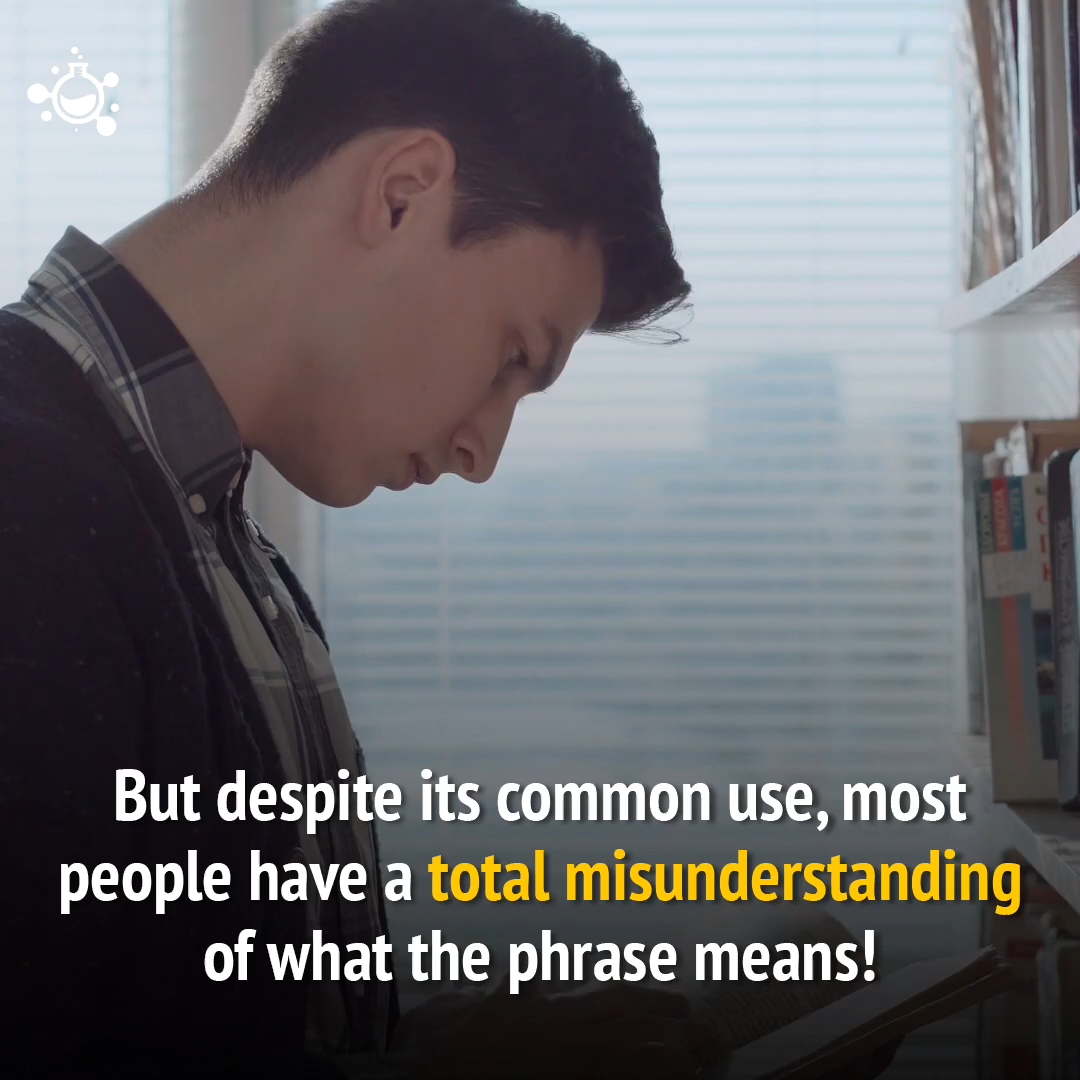 But despite its common use, most
people have a total misunderstanding
of what the phrase means!